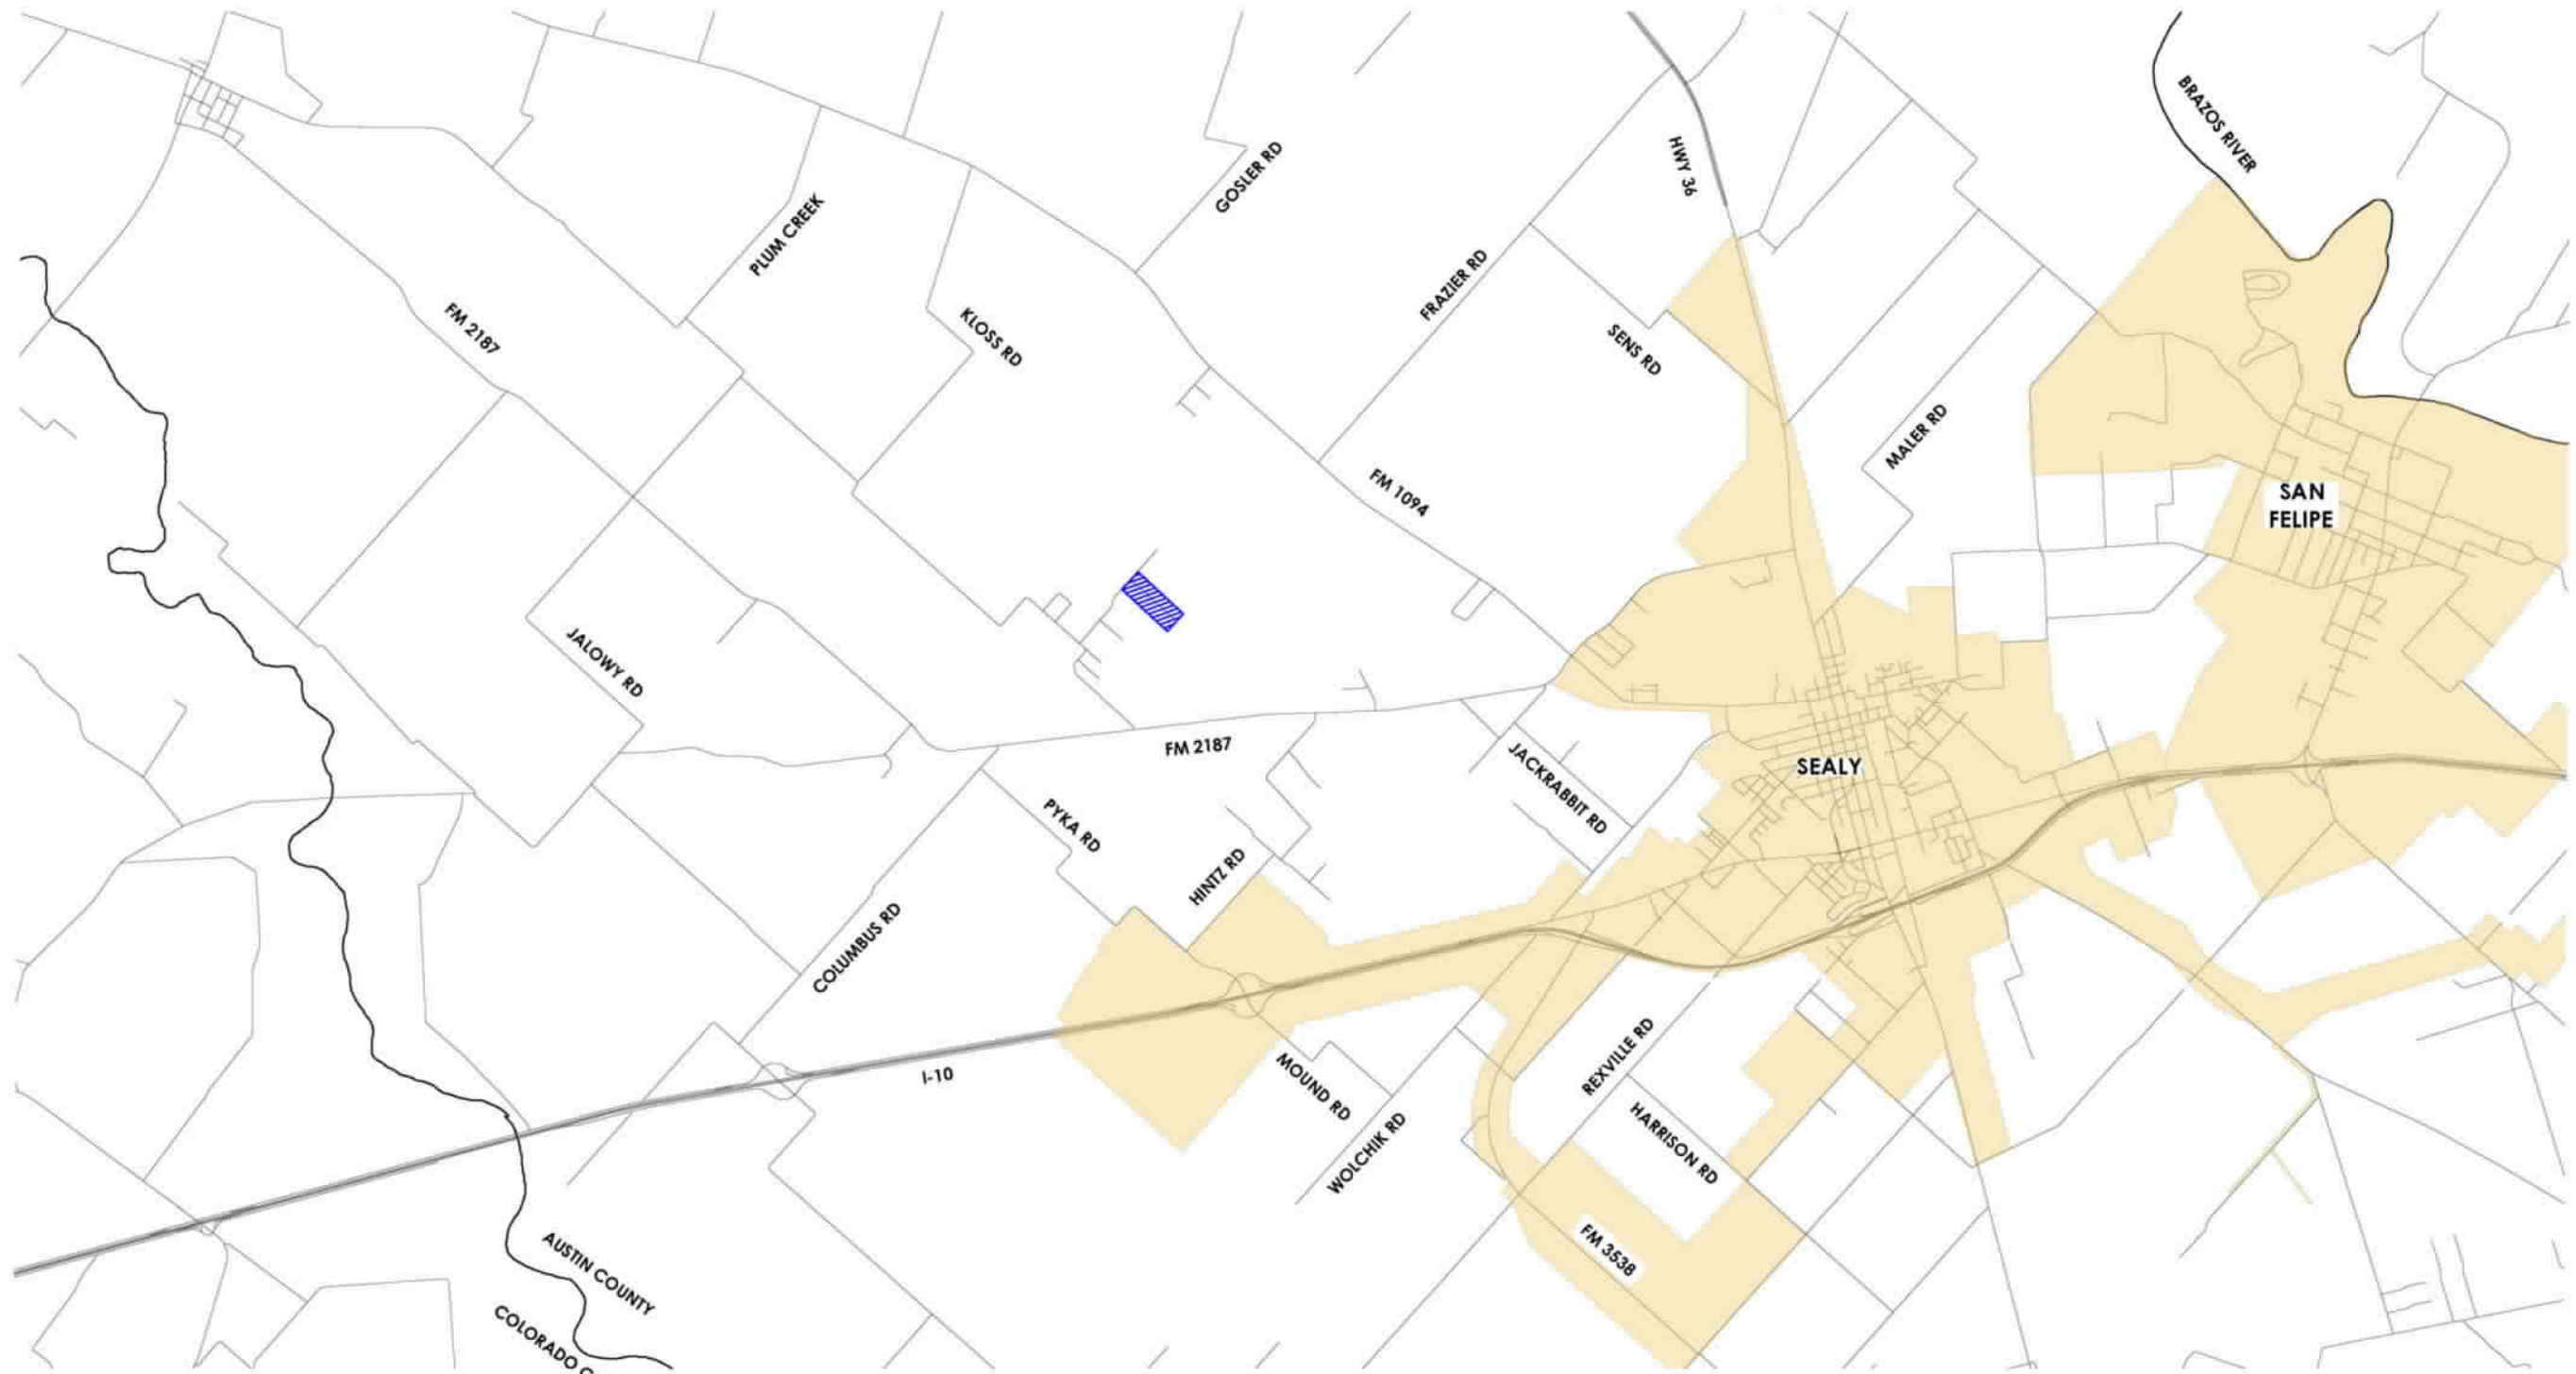 BRAZOS RIVER
HWY 36
GOSLER RD
PLUM CREEK
FRAZIER RD
FM 2187
KLOSS RD
SENS RD
MALER RD
FM 1094
SAN
FELIPE
JALOWY RD
FM 2187
SEALY
JACKRABBIT RD
PYKA RD
HINTZ RD
COLUMBUS RD
I-10
MOUND RD
REXVILLE RD
WOLCHIK RD
HARRISON RD
FM 3538
AUSTIN COUNTY
COLORADO C